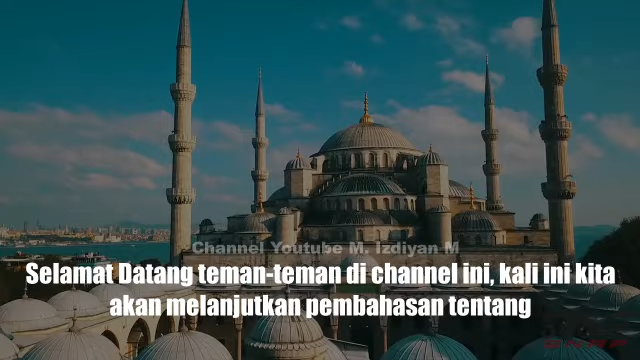 Channel Youtube M. Izdiyan M
Selamat Datang teman-teman di channel ini, kali ini kita
akan melanjutkan pembahasan tentang